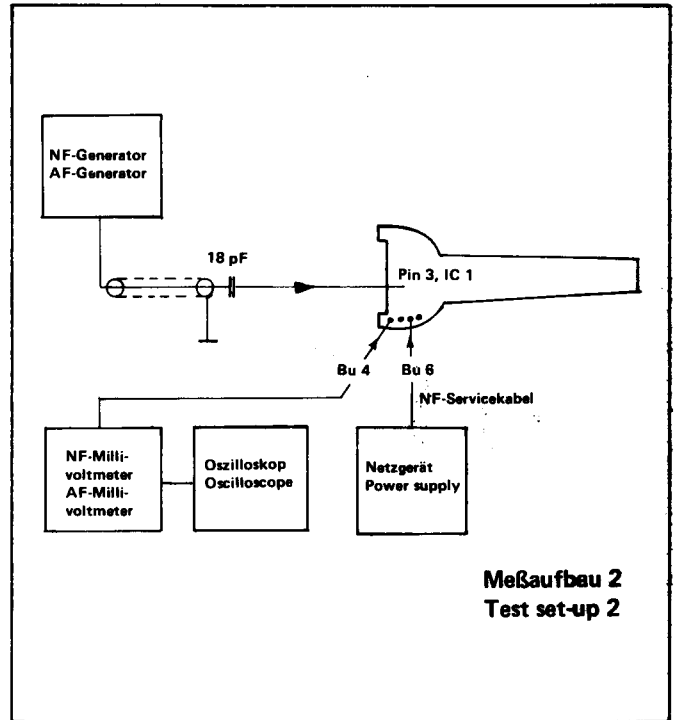 NF-Generator
AF-Generator
18 pF
Pin 3, IC 1
Bu 4
Bu 6
NF-Servicekabel
NF-Milli-
voltmeter
AF-Milli-
voltmeter
Oszilloskop
Oscilloscope
Netzgerät
Power supply
Meßaufbau 2
Test set-up 2